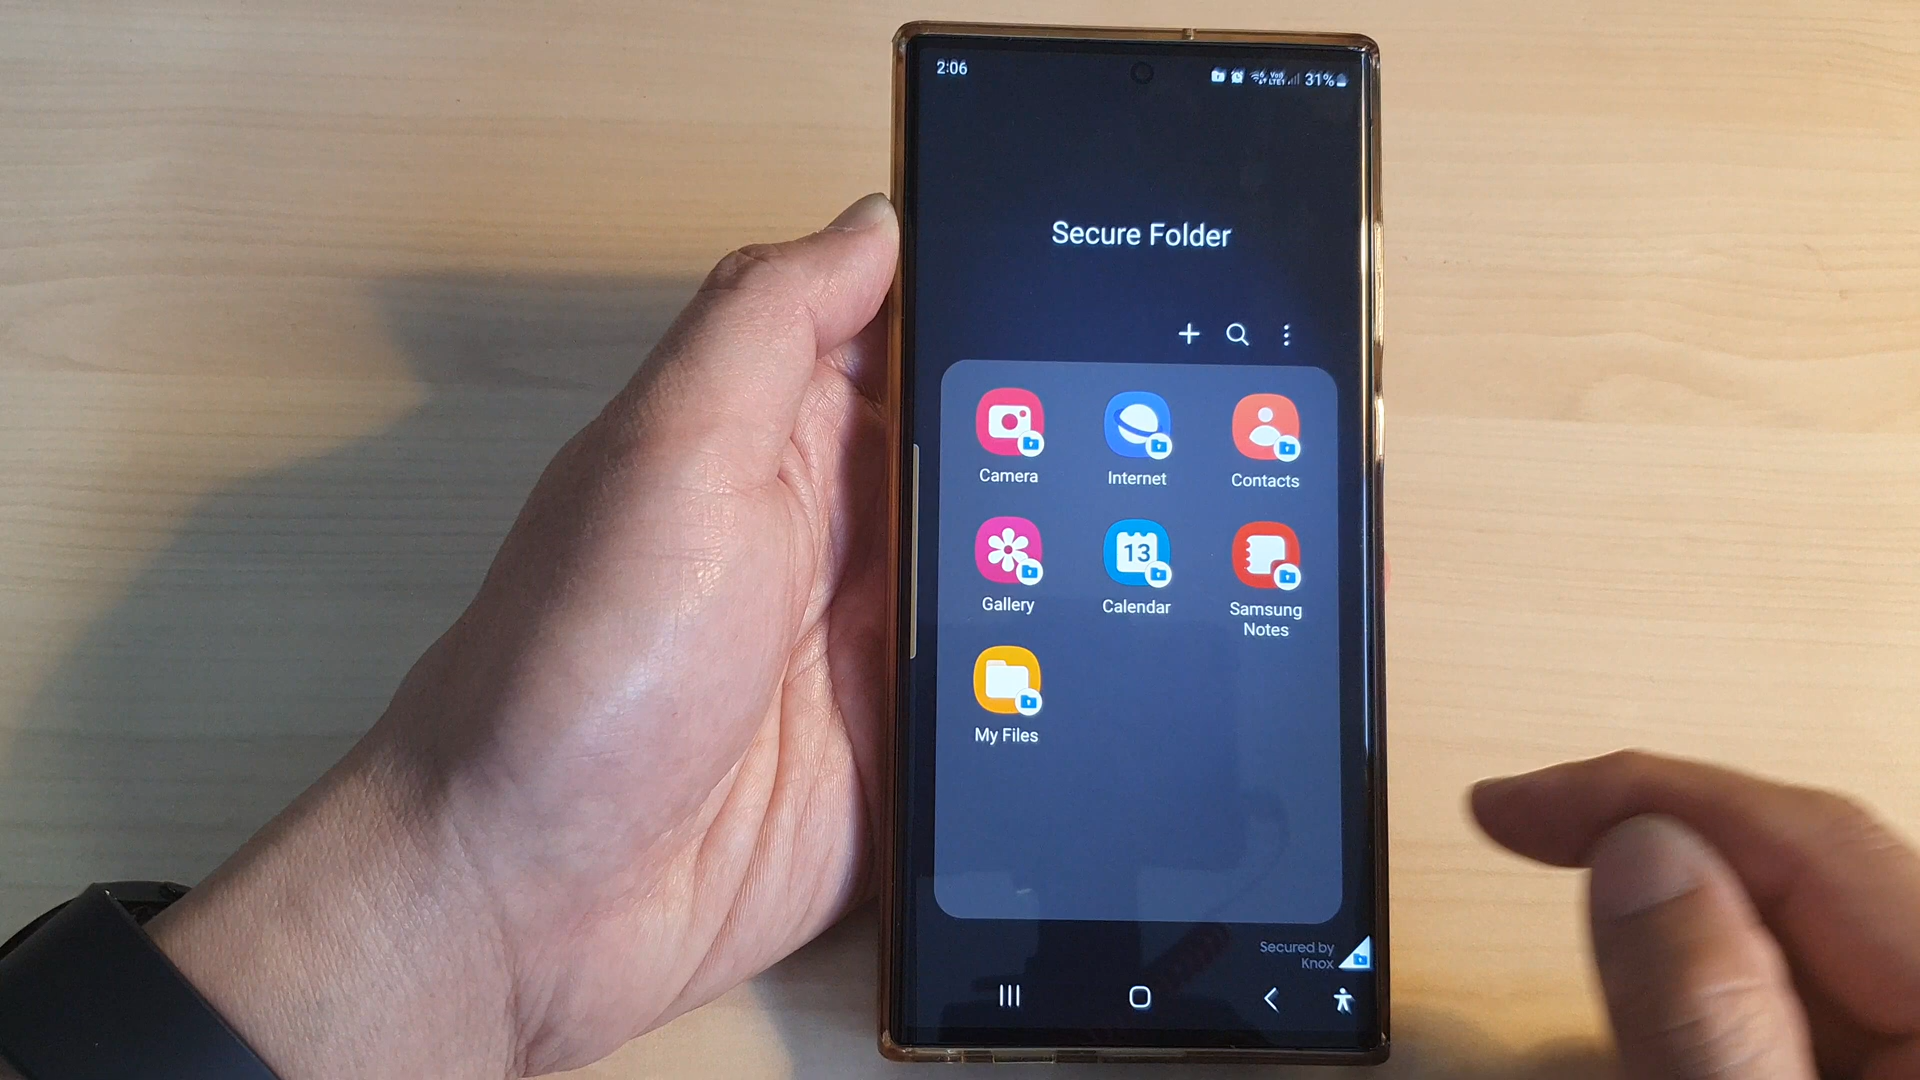 2:06
31%
Secure Folder
Camera
Internet
Contacts
Gallery
13
Calendar
Samsung
Notes
My Files
Secured by
Knox